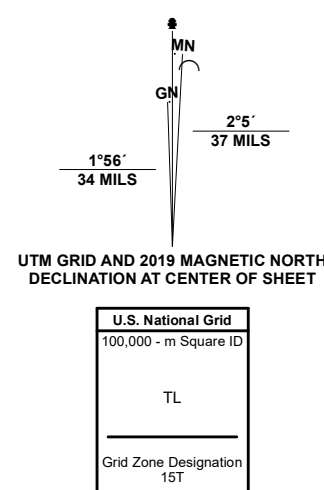 MN
GN
2°5´
37 MILS
1°56´
34 MILS
UTM GRID AND 2019 MAGNETIC NORTH
DECLINATION AT CENTER OF SHEET
U.S. National Grid
100,000 - m Square ID
TL
Grid Zone Designation
15T